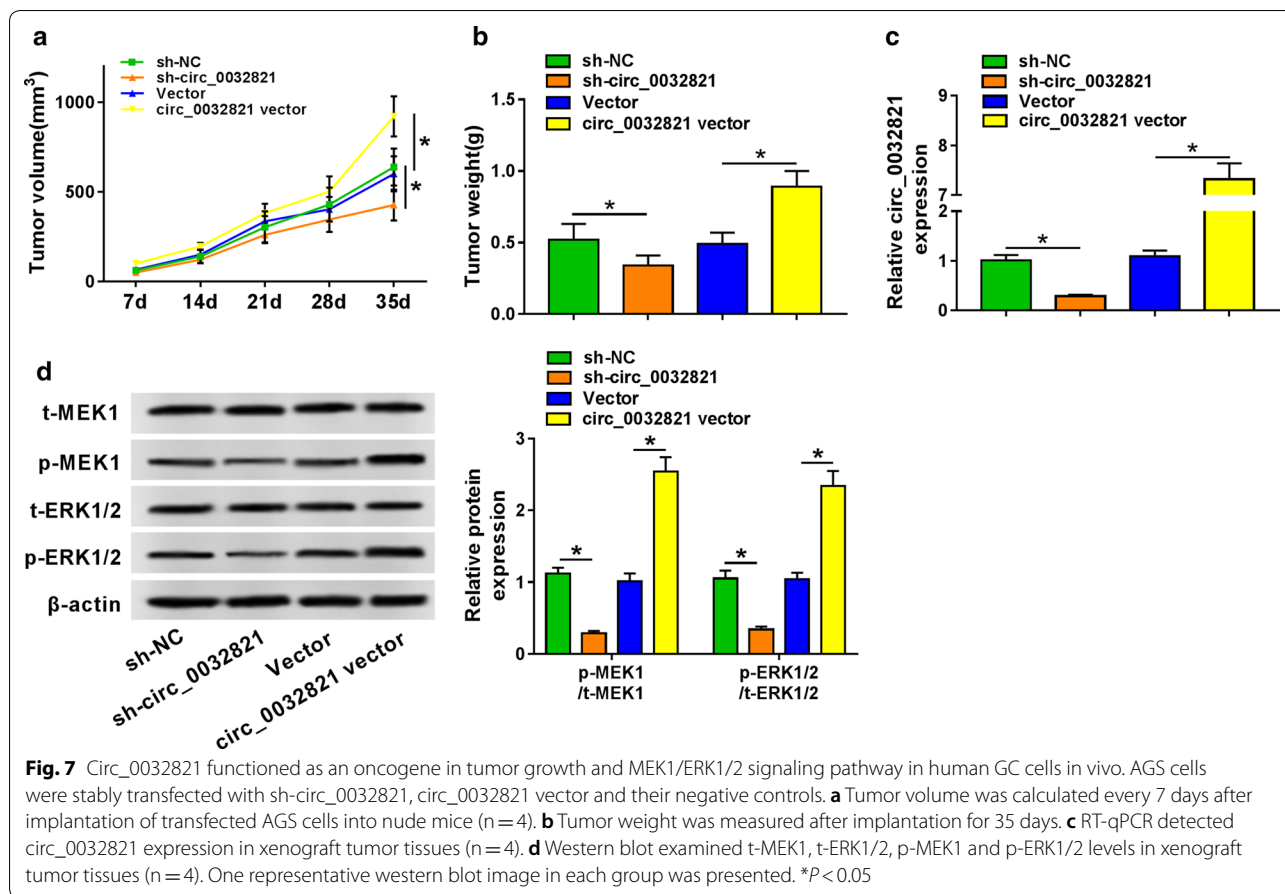 a
sh-NC
sh-circ_0032821
Vector
circ_0032821 vector
Tumor volume(mm³)
1000
500
0
7d 14d 21d 28d 35d
*
*
b
sh-NC
sh-circ_0032821
Vector
circ_0032821 vector
Tumor weight(g)
1.5
1.0
0.5
0.0
*
*
c
sh-NC
sh-circ_0032821
Vector
circ_0032821 vector
Relative circ_0032821
expression
9
7
2
1
0
*
*
d
t-MEK1
p-MEK1
t-ERK1/2
p-ERK1/2
β-actin
sh-NC
sh-circ_0032821
Vector
circ_0032821 vector
sh-NC
sh-circ_0032821
Vector
circ_0032821 vector
Relative protein
expression
3
2
1
0
*
*
*
*
p-MEK1
/t-MEK1
p-ERK1/2
/t-ERK1/2
Fig. 7 Circ_0032821 functioned as an oncogene in tumor growth and MEK1/ERK1/2 signaling pathway in human GC cells in vivo. AGS cells
were stably transfected with sh-circ_0032821, circ_0032821 vector and their negative controls. a Tumor volume was calculated every 7 days after
implantation of transfected AGS cells into nude mice (n = 4). b Tumor weight was measured after implantation for 35 days. c RT-qPCR detected
circ_0032821 expression in xenograft tumor tissues (n = 4). d Western blot examined t-MEK1, t-ERK1/2, p-MEK1 and p-ERK1/2 levels in xenograft
tumor tissues (n = 4). One representative western blot image in each group was presented. *P < 0.05